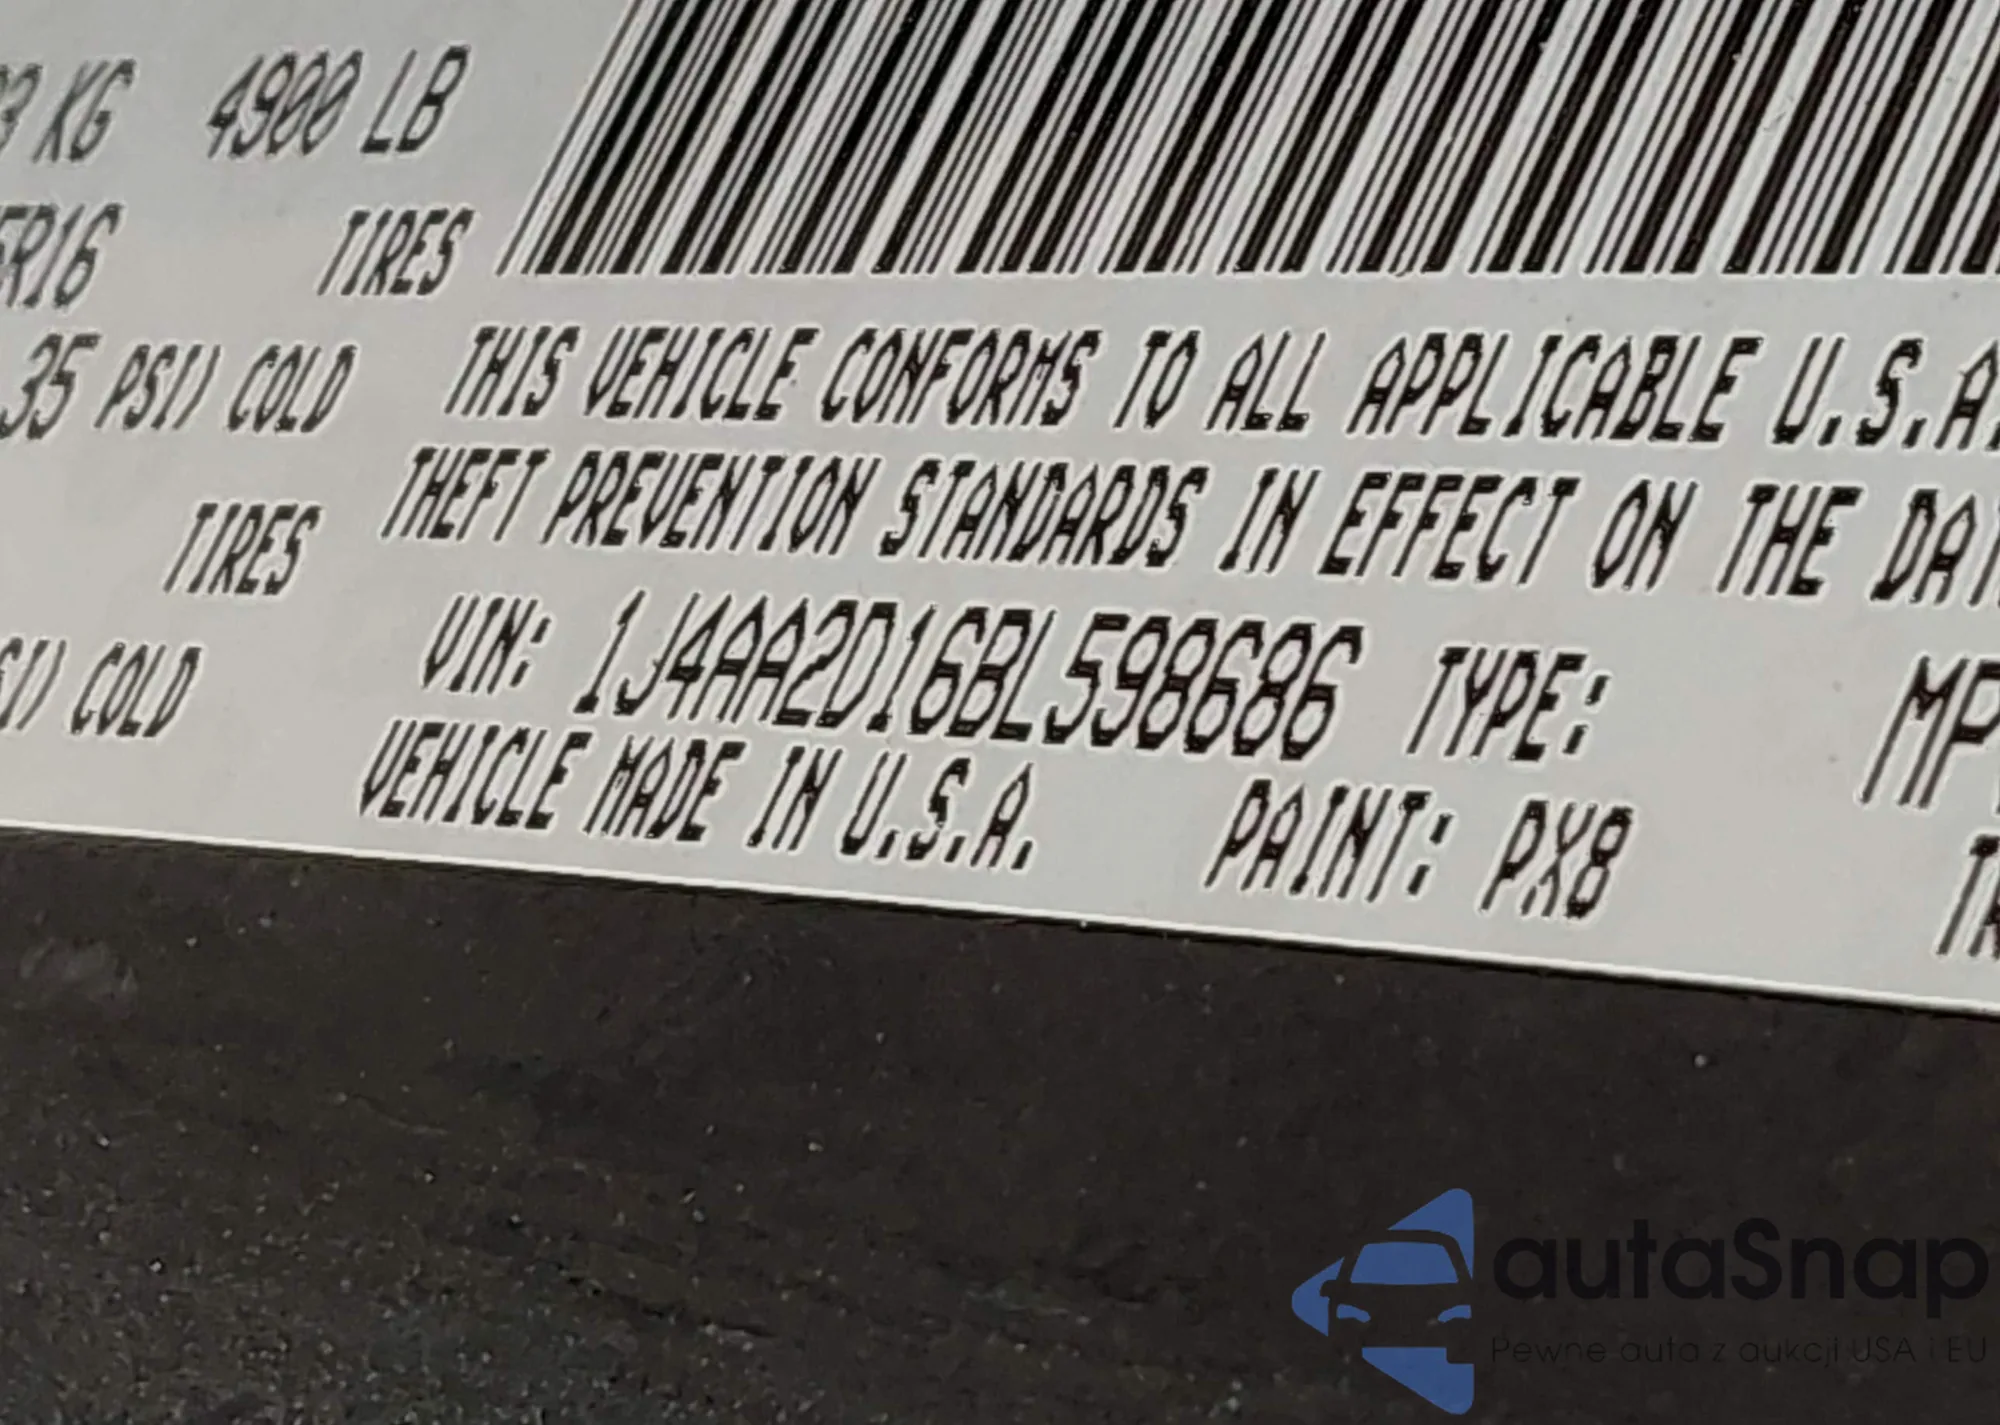 KG 4900 LB
R16 TIRES
35 PSI) COLD
TIRES
COLD
THIS VEHICLE CONFORMS TO ALL APPLICABLE U.S.A.
THEFT PREVENTION STANDARDS IN EFFECT ON THE
VIN: 1J4AA2D16BL598686 TYPE:
VEHICLE MADE IN U.S.A. PAINT: PX8
autaSnap
Pewne auta z aukcji USA i EU